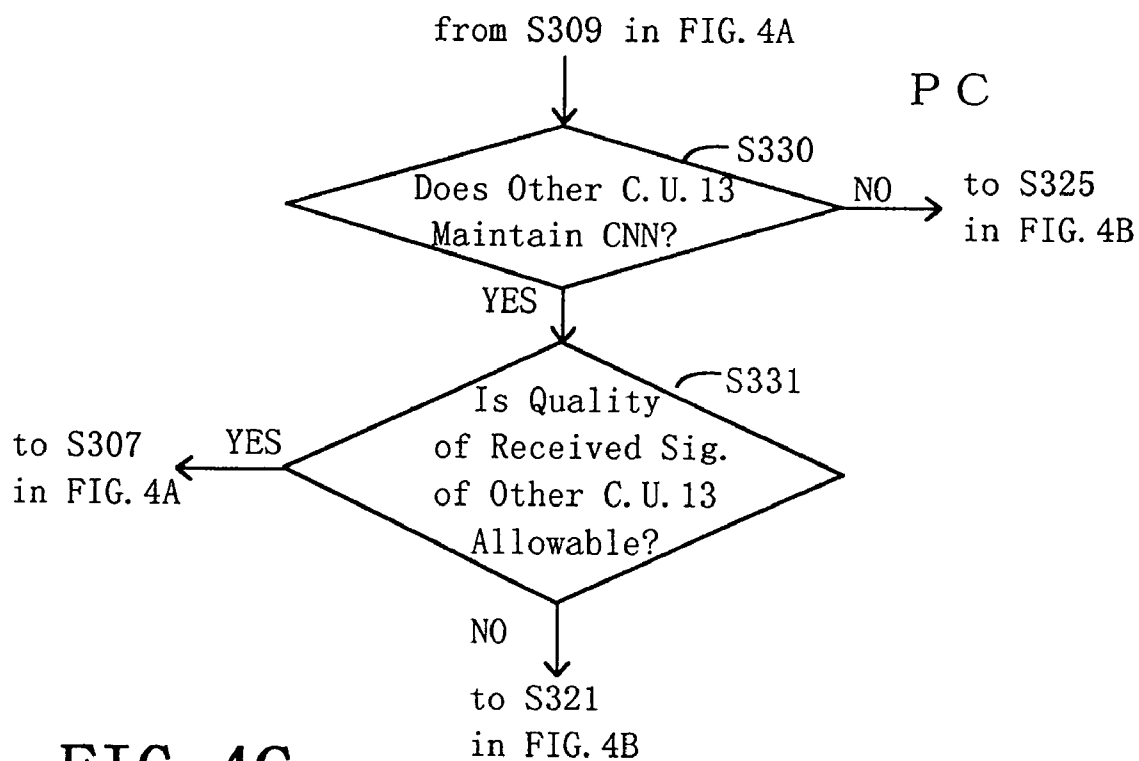 from S309 in FIG. 4A
P C
S330
Does Other C. U. 13
Maintain CNN?
NO
to S325
in FIG. 4B
YES
S331
Is Quality
of Received Sig.
of Other C. U. 13
Allowable?
YES
to S307
in FIG. 4A
NO
to S321
in FIG. 4B